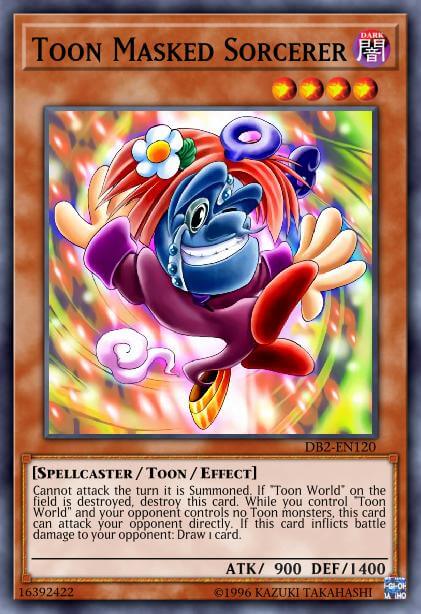 TOON MASKED SORCERER
DARK
闇
DB2-EN120
[SPELLCASTER / TOON / EFFECT]
Cannot attack the turn it is Summoned. If "Toon World" on the
field is destroyed, destroy this card. While you control "Toon
World" and your opponent controls no Toon monsters, this card
can attack your opponent directly. If this card inflicts battle
damage to your opponent: Draw 1 card.
ATK/ 900 DEF/1400
16392422
©1996 KAZUKI TAKAHASHI